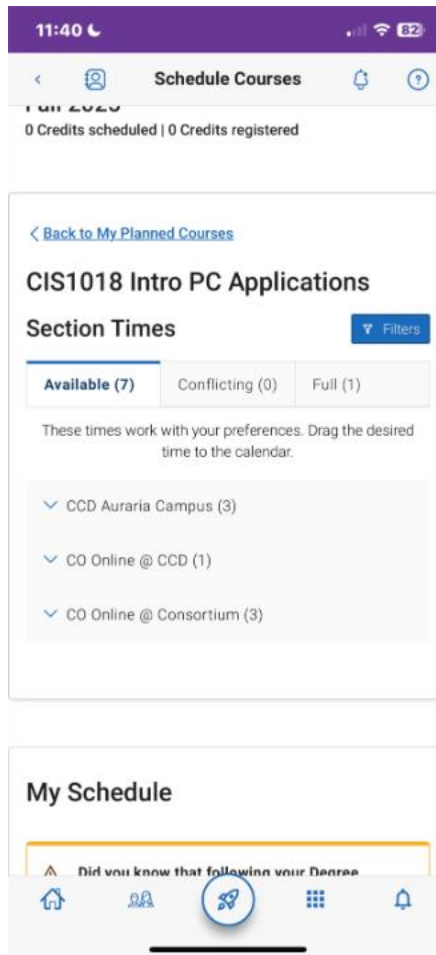 11:40
82
Schedule Courses
Fall 2025
0 Credits scheduled | 0 Credits registered
Back to My Planned Courses
CIS1018 Intro PC Applications
Section Times
Filters
Available (7)
Conflicting (0)
Full (1)
These times work with your preferences. Drag the desired
time to the calendar.
CCD Auraria Campus (3)
CO Online @ CCD (1)
CO Online @ Consortium (3)
My Schedule
Did you know that following your Degree